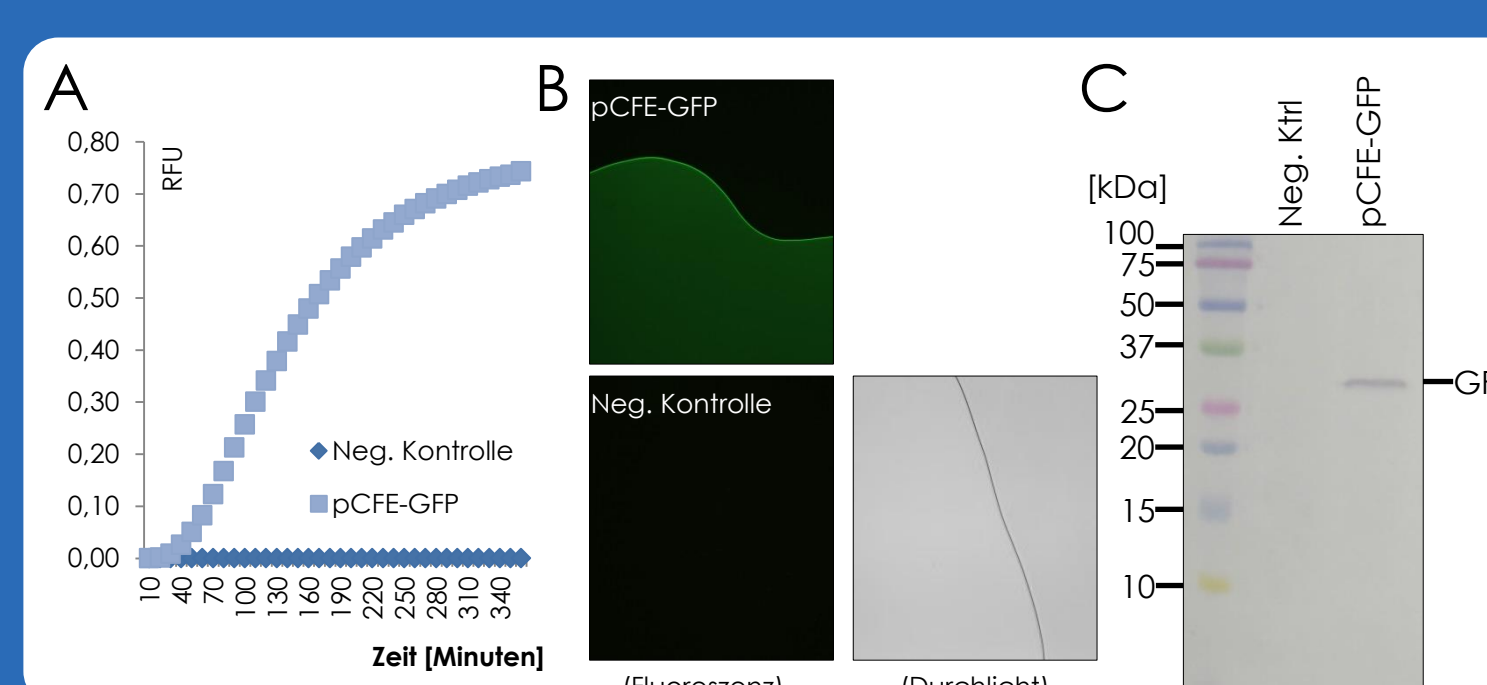 A
0,80
0,70
0,60
0,50
0,40
0,30
0,20
0,10
0,00
RFU
Neg. Kontrolle
pCFE-GFP
10 40 70 100 130 160 190 220 250 280 310 340
Zeit [Minuten]
B
pCFE-GFP
Neg. Kontrolle
(Fluoreszenz)
(Durchlicht)
C
Neg. Ktrl
pCFE-GFP
[kDa]
100
75
50
37
25
20
15
10